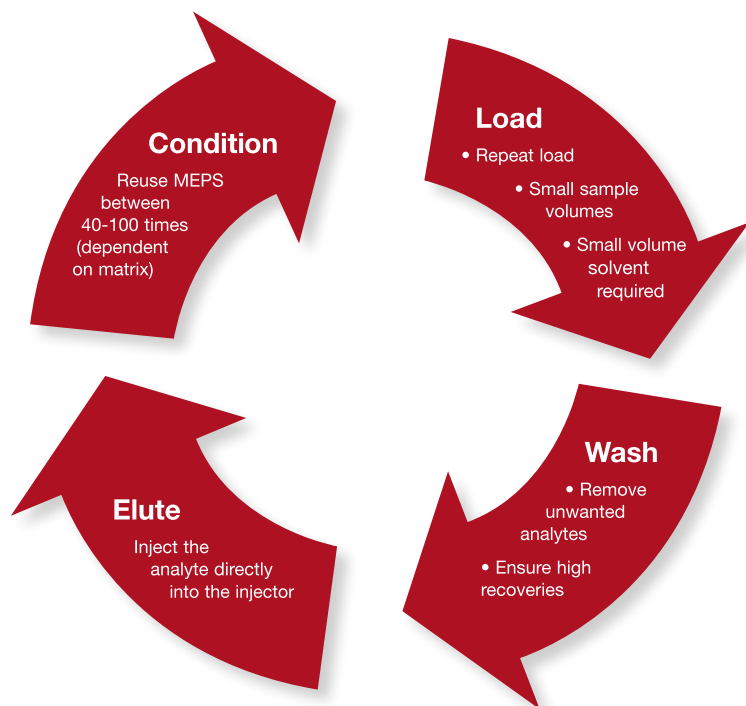 Condition
Reuse MEPS
between
40-100 times
(dependent
on matrix)
Load
• Repeat load
• Small sample
volumes
• Small volume
solvent
required
Wash
• Remove
unwanted
analytes
• Ensure high
recoveries
Elute
Inject the
analyte directly
into the injector